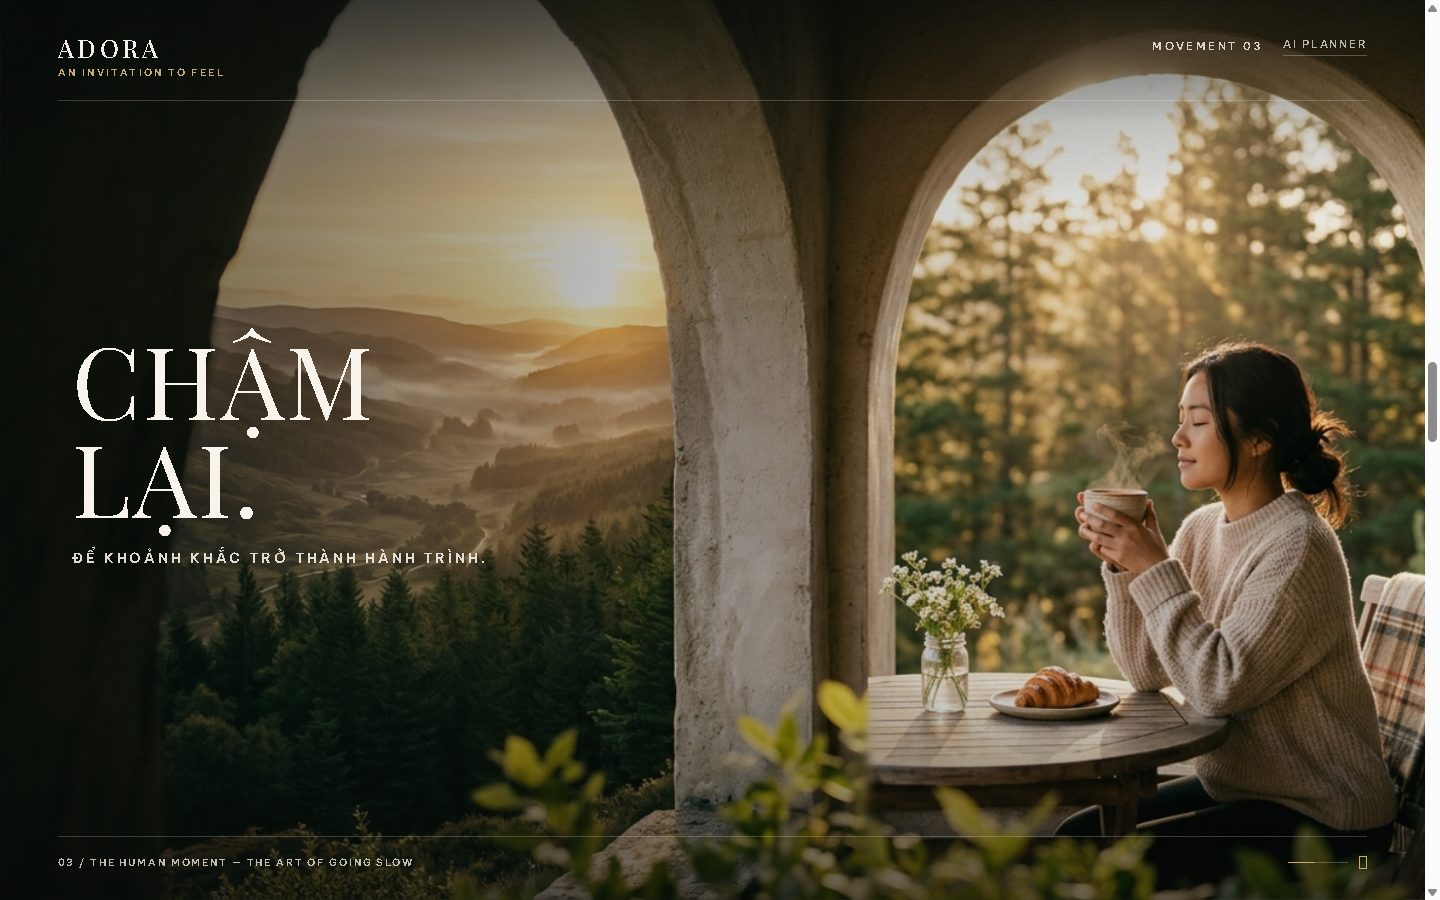 ADORA
AN INVITATION TO FEEL
MOVEMENT 03
AI PLANNER
CHẬM
LẠI.
ĐỂ KHOẢNH KHẮC TRỞ THÀNH HÀNH TRÌNH.
03 / THE HUMAN MOMENT — THE ART OF GOING SLOW